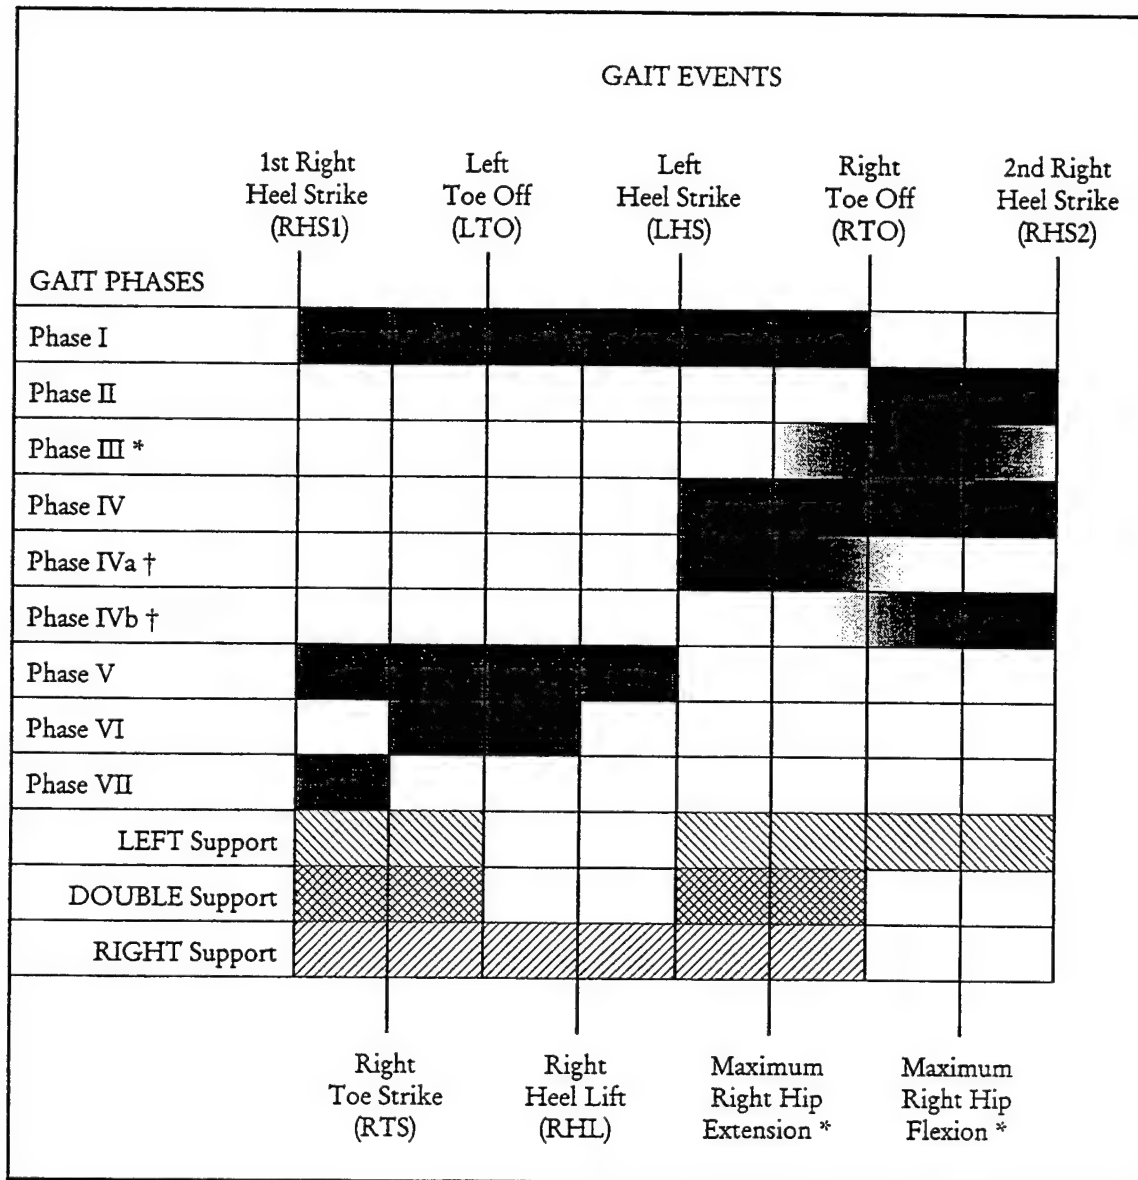 GAIT EVENTS
1st Right
Heel Strike
(RHS1)
Left
Toe Off
(LTO)
Left
Heel Strike
(LHS)
Right
Toe Off
(RTO)
2nd Right
Heel Strike
(RHS2)
GAIT PHASES
Phase I
Phase II
Phase III *
Phase IV
Phase IVa †
Phase IVb †
Phase V
Phase VI
Phase VII
LEFT Support
DOUBLE Support
RIGHT Support
Right
Toe Strike
(RTS)
Right
Heel Lift
(RHL)
Maximum
Right Hip
Extension *
Maximum
Right Hip
Flexion *